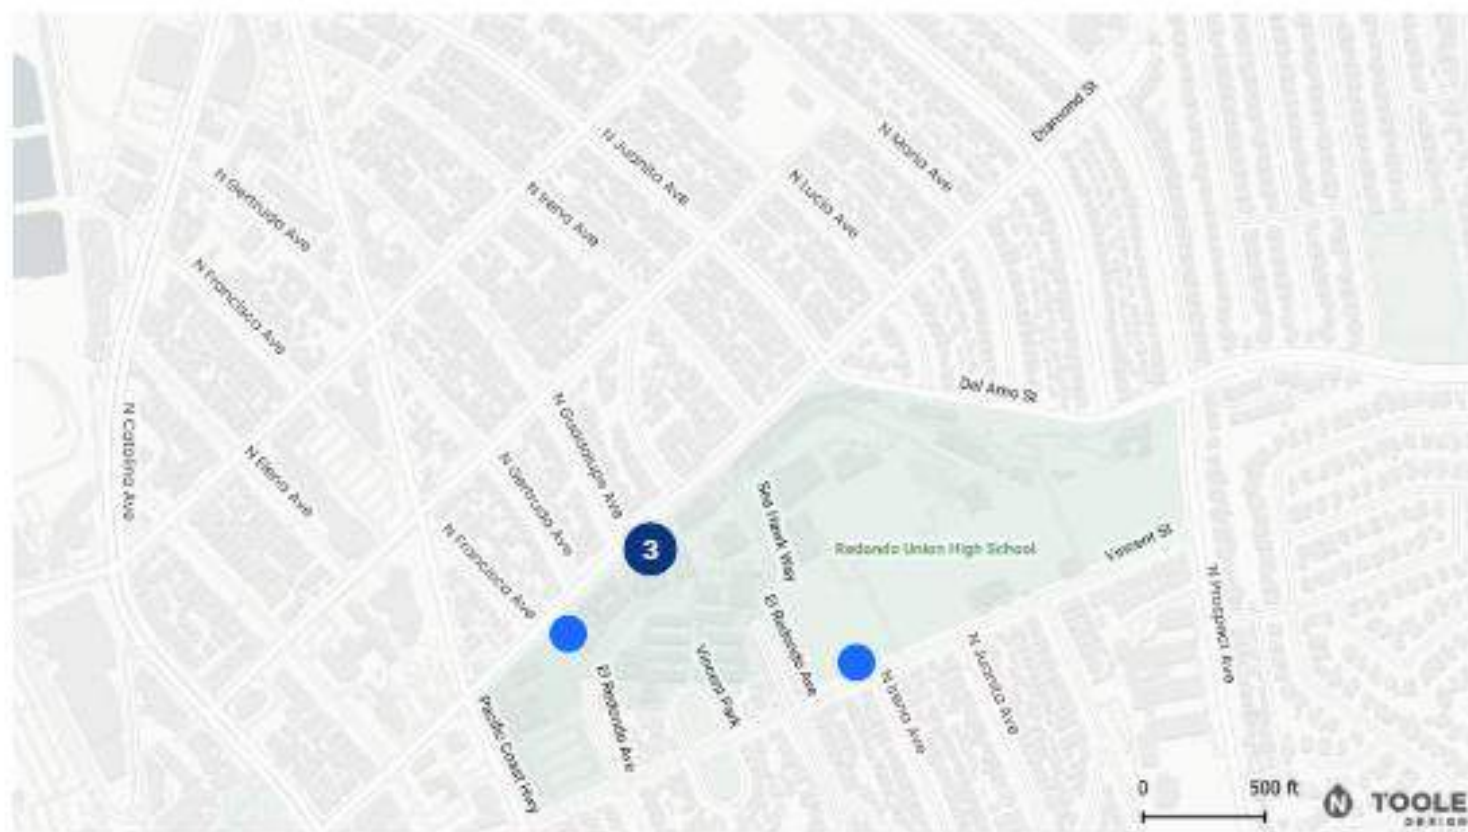 Diamond St
N Maria Ave
N Juanita Ave
N Lucia Ave
N Irena Ave
N Gertruda Ave
N Francisca Ave
Del Amo St
N Guadalupe Ave
N Catalina Ave
N Elena Ave
N Gertruda Ave
Sea Hawk Way
3
Redondo Union High School
Vincent St
N Francisca Ave
N Prospect Ave
El Redondo Ave
N Juanita Ave
Vincent Park
El Redondo Ave
N Irena Ave
Pacific Coast Hwy
0 500 ft
N TOOLE
DESIGN